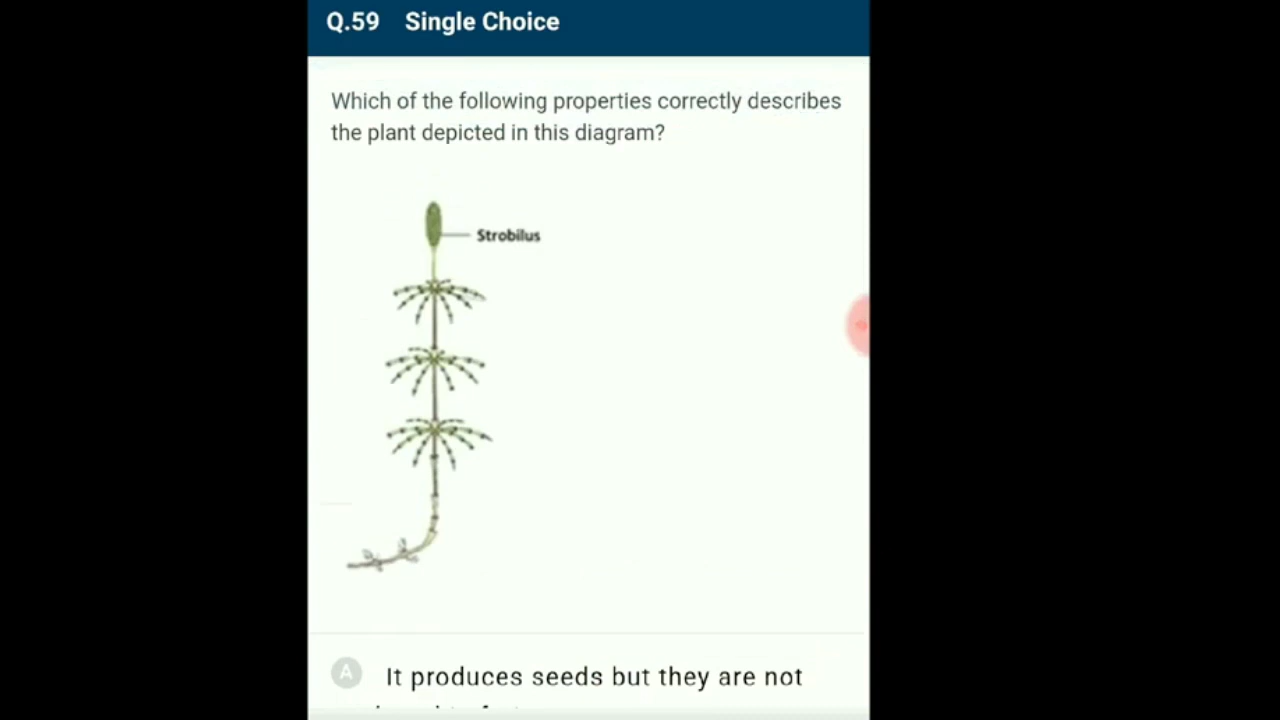 Q.59 Single Choice
Which of the following properties correctly describes
the plant depicted in this diagram?
Strobilus
A It produces seeds but they are not